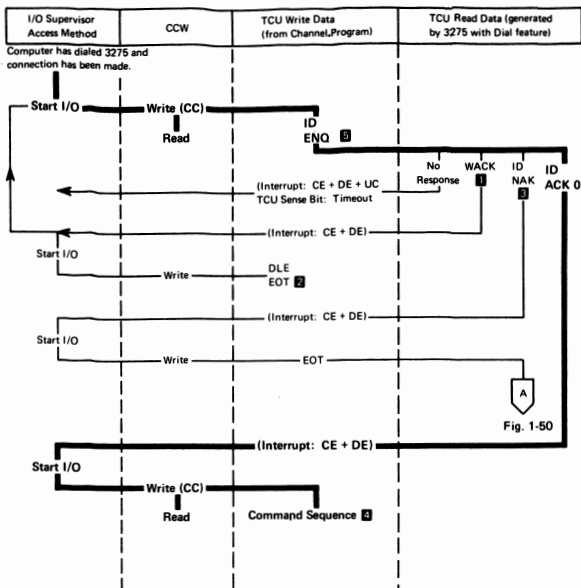 I/O Supervisor
Access Method
CCW
TCU Write Data
(from Channel Program)
TCU Read Data (generated
by 3275 with Dial feature)
Computer has dialed 3275 and
connection has been made.
Start I/O
Write (CC)
Read
ID
ENQ 5
No
Response
WACK
1
ID
NAK
3
ID
ACK 0
(Interrupt: CE + DE + UC
TCU Sense Bit: Timeout
(Interrupt: CE + DE)
Start I/O
Write
DLE
EOT 2
(Interrupt: CE + DE)
Start I/O
Write
EOT
A
Fig. 1-50
(Interrupt: CE + DE)
Start I/O
Write (CC)
Read
Command Sequence 4